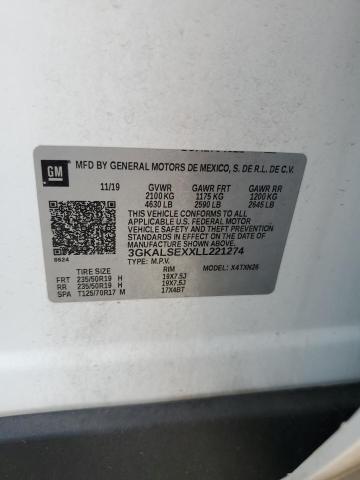 GM
MFD BY GENERAL MOTORS DE MEXICO, S. DE R.L. DE C.V.
11/19 GVWR GAWR FRT GAWR RR
2100 KG 1175 KG 1200 KG
4630 LB 2590 LB 2645 LB
THIS VEHICLE CONFORMS TO ALL
APPLICABLE U.S. FEDERAL MOTOR
VEHICLE SAFETY, BUMPER, AND
THEFT PREVENTION STANDARDS
IN EFFECT ON THE DATE OF
MANUFACTURE SHOWN ABOVE.
3GKALSEXXLL221274
TYPE: M.P.V. MODEL: X4TXN26
8624
TIRE SIZE RIM
FRT 235/50R19 H 19X7.5J
RR 235/50R19 H 19X7.5J
SPA T125/70R17 M 17X4BT